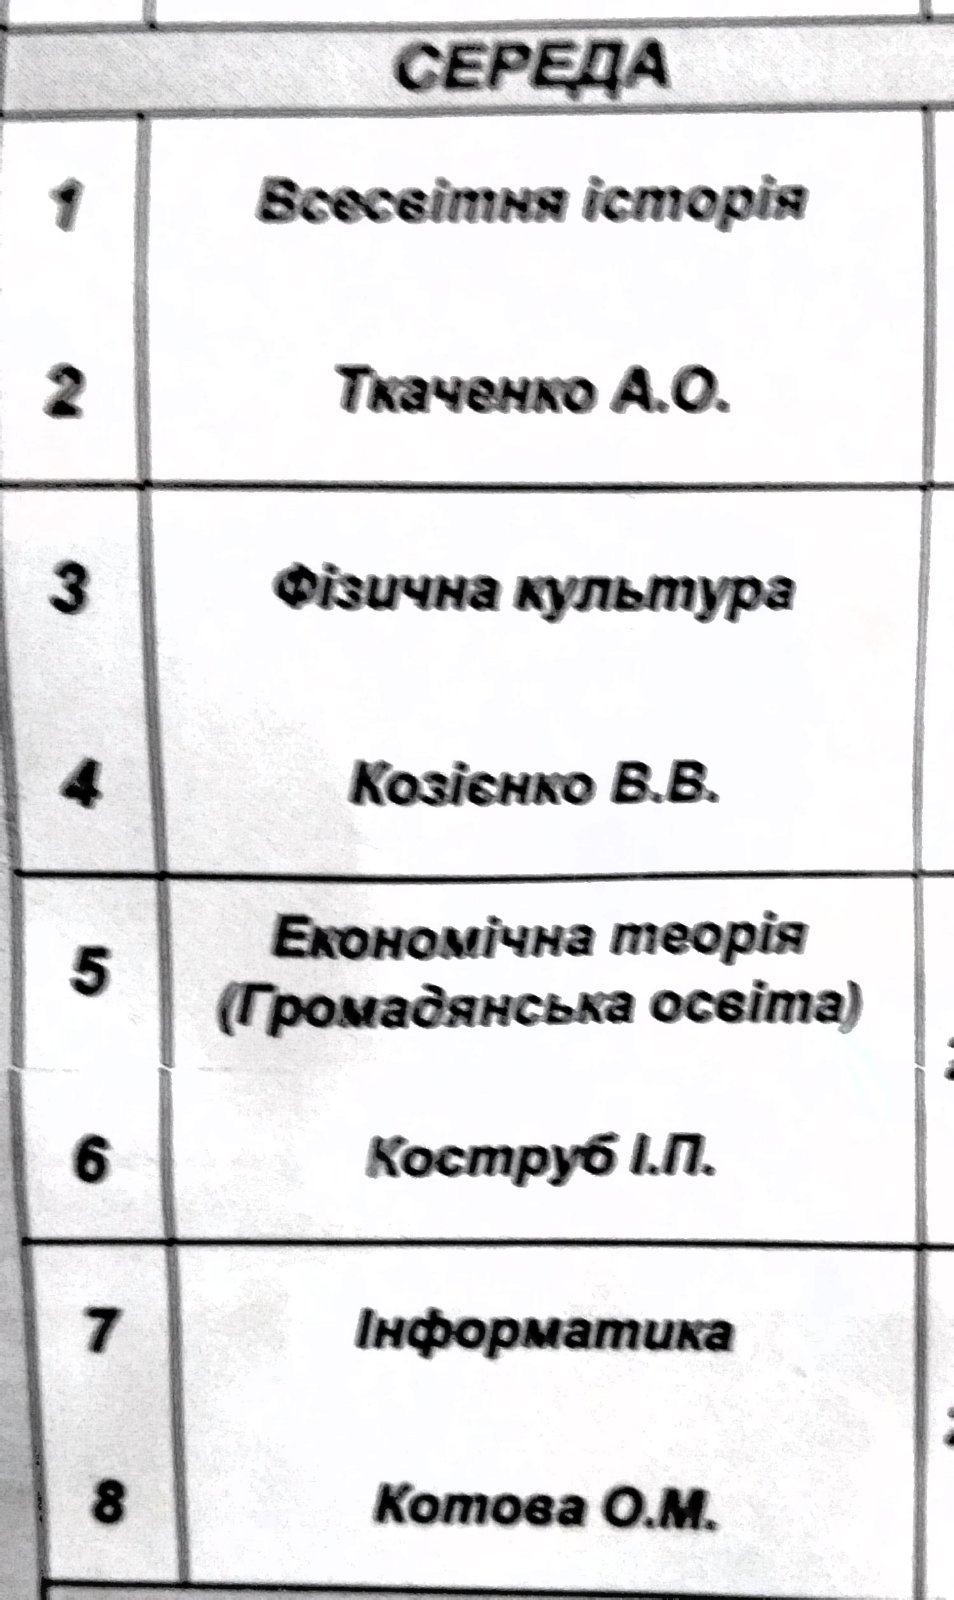 СЕРЕДА
1 Всесвітня історія
2 Ткаченко А.О.
3 Фізична культура
4 Козієнко В.В.
Економічна теорія
5 (Громадянська освіта)
6 Коструб І.П.
7 Інформатика
8 Котова О.М.